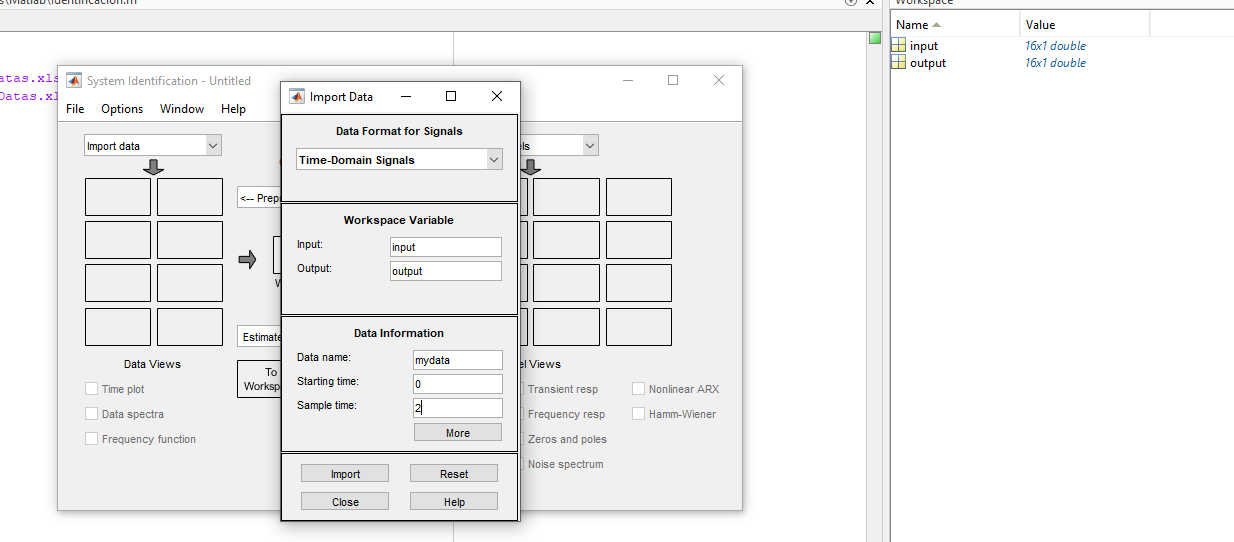 s\Matlab\Identificacion.m
Workspace
Name Value
input 16x1 double
output 16x1 double
atas.xls
Datas.xl
System Identification - Untitled
File Options Window Help
Import data
els
<-- Prepr
W
Estimate
To
Workspa
Data Views
Time plot
Data spectra
Frequency function
el Views
Transient resp
Nonlinear ARX
Frequency resp
Hamm-Wiener
Zeros and poles
Noise spectrum
Import Data
Data Format for Signals
Time-Domain Signals
Workspace Variable
Input: input
Output: output
Data Information
Data name: mydata
Starting time: 0
Sample time: 2
More
Import Reset
Close Help